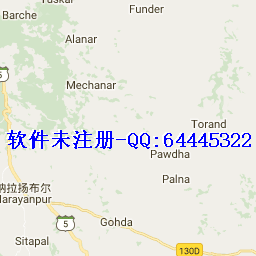 Funder
Barche
Alanar
5
Mechanar
Torand
软件未注册-QQ:64445322
Pawdha
Palna
纳拉扬布尔
Narayanpur
5
Gohda
Sitapal
130D